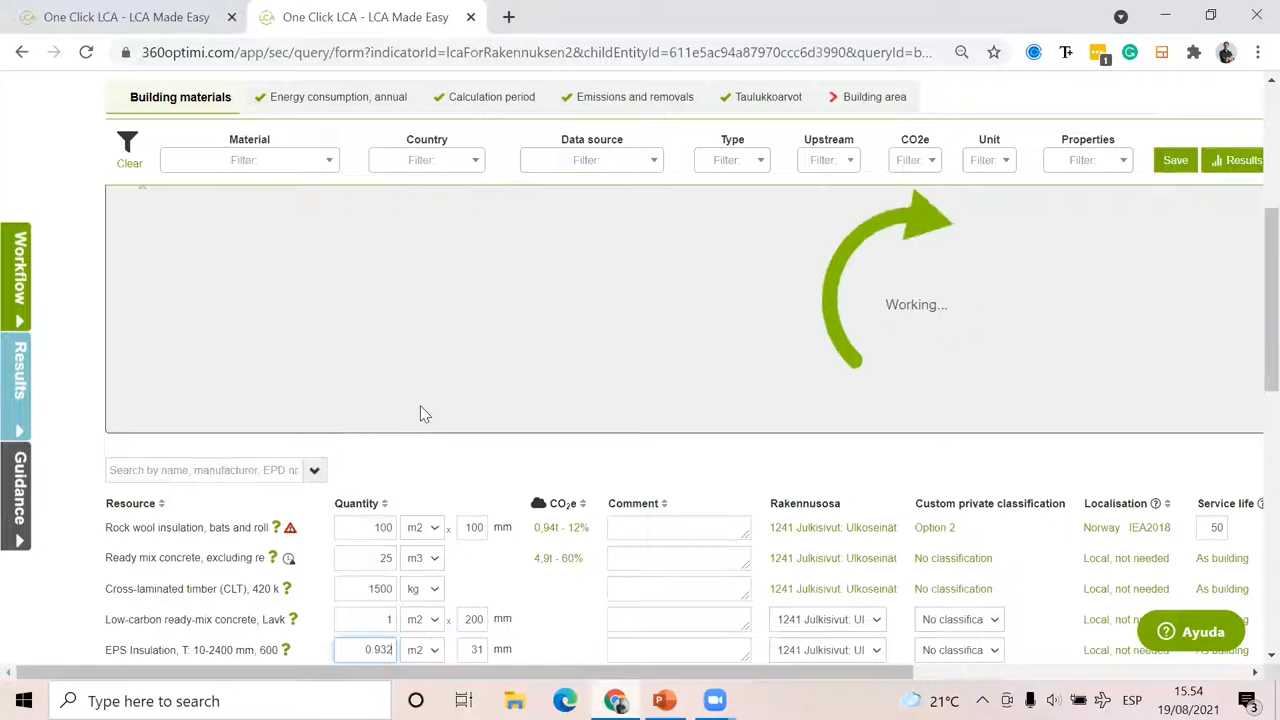 One Click LCA - LCA Made Easy
One Click LCA - LCA Made Easy
360optimi.com/app/sec/query/form?indicatorId=lcaForRakennuksen2&childEntityId=611e5ac94a87970ccc6d3990&queryId=b...
1
Building materials
Energy consumption, annual
Calculation period
Emissions and removals
Taulukkoarvot
Building area
Material Country Data source Type Upstream CO2e Unit Properties
Clear Filter: Filter: Filter: Filter: Filter: Filter: Filter: Filter: Save Results
Workflow
Results
Guidance
Working...
Search by name, manufacturer, EPD nr
Resource Quantity CO₂e Comment Rakennusosa Custom private classification Localisation Service life
Rock wool insulation, bats and roll ? 100 m2 x 100 mm 0,94t - 12% 1241 Julkisivut: Ulkoseinät Option 2 Norway IEA2018 50
Ready mix concrete, excluding re ? 25 m3 4,9t - 60% 1241 Julkisivut: Ulkoseinät No classification Local, not needed As building
Cross-laminated timber (CLT), 420 k ? 1500 kg 1241 Julkisivut: Ulkoseinät No classification Local, not needed As building
Low-carbon ready-mix concrete, Lavk ? 1 m2 x 200 mm 1241 Julkisivut: Ul No classifica Local, not As building
EPS Insulation, T: 10-2400 mm, 600 ? 0.932 m2 31 mm 1241 Julkisivut: Ul No classifica Local, not needed As building
Ayuda
Type here to search
21°C
ESP
15.54
19/08/2021
3